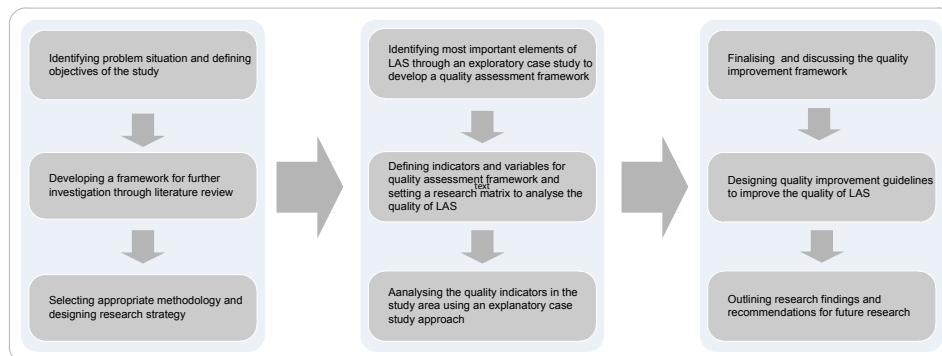 Identifying problem situation and defining
objectives of the study
Developing a framework for further
investigation through literature review
Selecting appropriate methodology and
designing research strategy
Identifying most important elements of
LAS through an exploratory case study to
develop a quality assessment framework
Defining indicators and variables for
quality assessment framework and
text
setting a research matrix to analyse the
quality of LAS
Aanalysing the quality indicators in the
study area using an explanatory case
study approach
Finalising and discussing the quality
improvement framework
Designing quality improvement guidelines
to improve the quality of LAS
Outlining research findings and
recommendations for future research